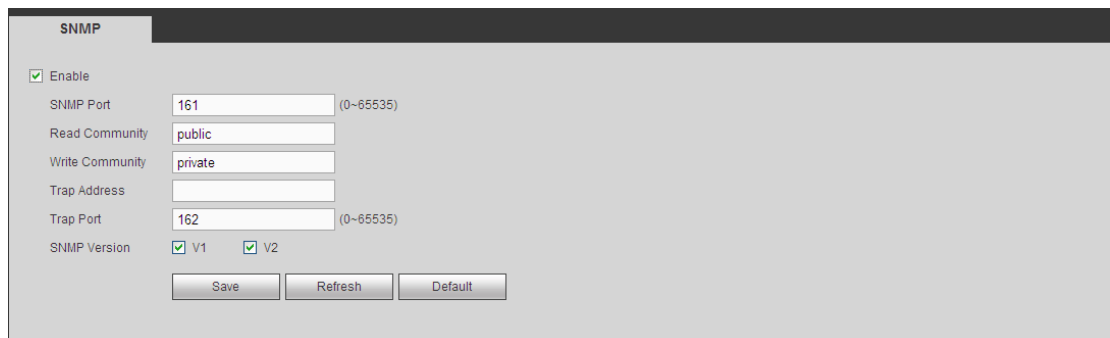 SNMP
Enable
SNMP Port 161 (0~65535)
Read Community public
Write Community private
Trap Address
Trap Port 162 (0~65535)
SNMP Version V1 V2
Save Refresh Default